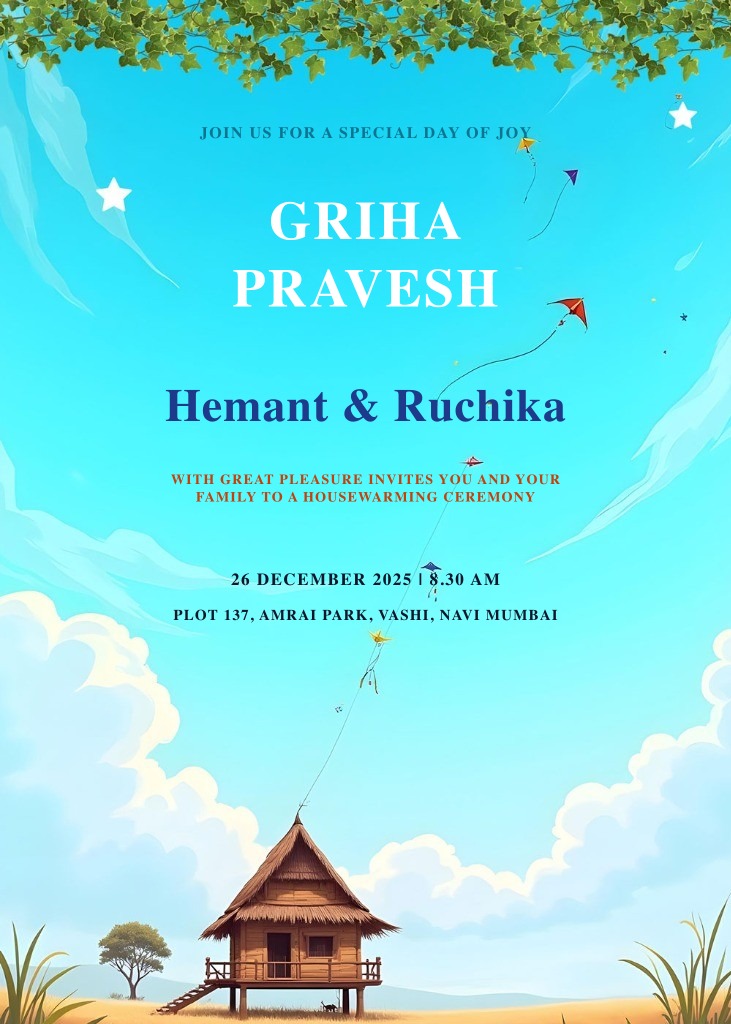 JOIN US FOR A SPECIAL DAY OF JOY
GRIHA
PRAVESH
Hemant & Ruchika
WITH GREAT PLEASURE INVITES YOU AND YOUR
FAMILY TO A HOUSEWARMING CEREMONY
26 DECEMBER 2025 | 8.30 AM
PLOT 137, AMRAI PARK, VASHI, NAVI MUMBAI